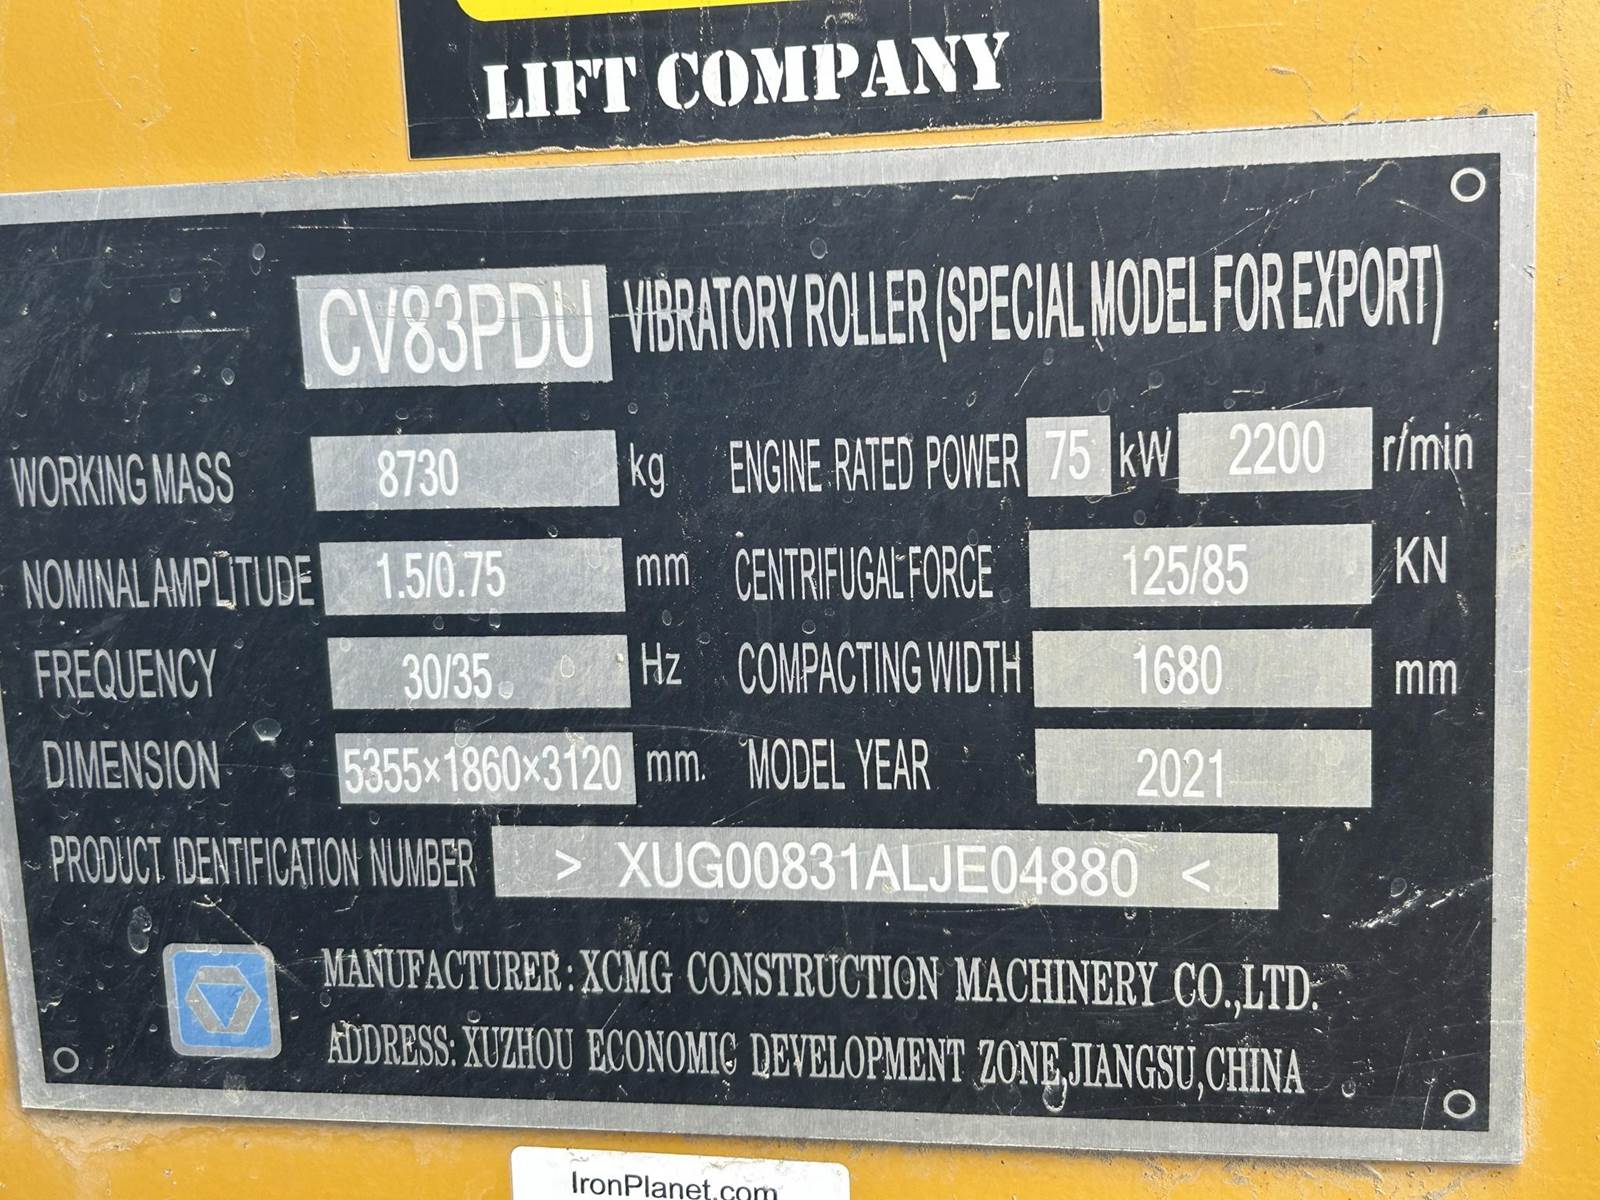 LIFT COMPANY
CV83PDU VIBRATORY ROLLER (SPECIAL MODEL FOR EXPORT)
WORKING MASS 8730 kg ENGINE RATED POWER 75 kW 2200 r/min
NOMINAL AMPLITUDE 1.5/0.75 mm CENTRIFUGAL FORCE 125/85 KN
FREQUENCY 30/35 Hz COMPACTING WIDTH 1680 mm
DIMENSION 5355×1860×3120 mm. MODEL YEAR 2021
PRODUCT IDENTIFICATION NUMBER > XUG00831ALJE04880 <
MANUFACTURER: XCMG CONSTRUCTION MACHINERY CO.,LTD.
ADDRESS: XUZHOU ECONOMIC DEVELOPMENT ZONE,JIANGSU,CHINA
IronPlanet.com